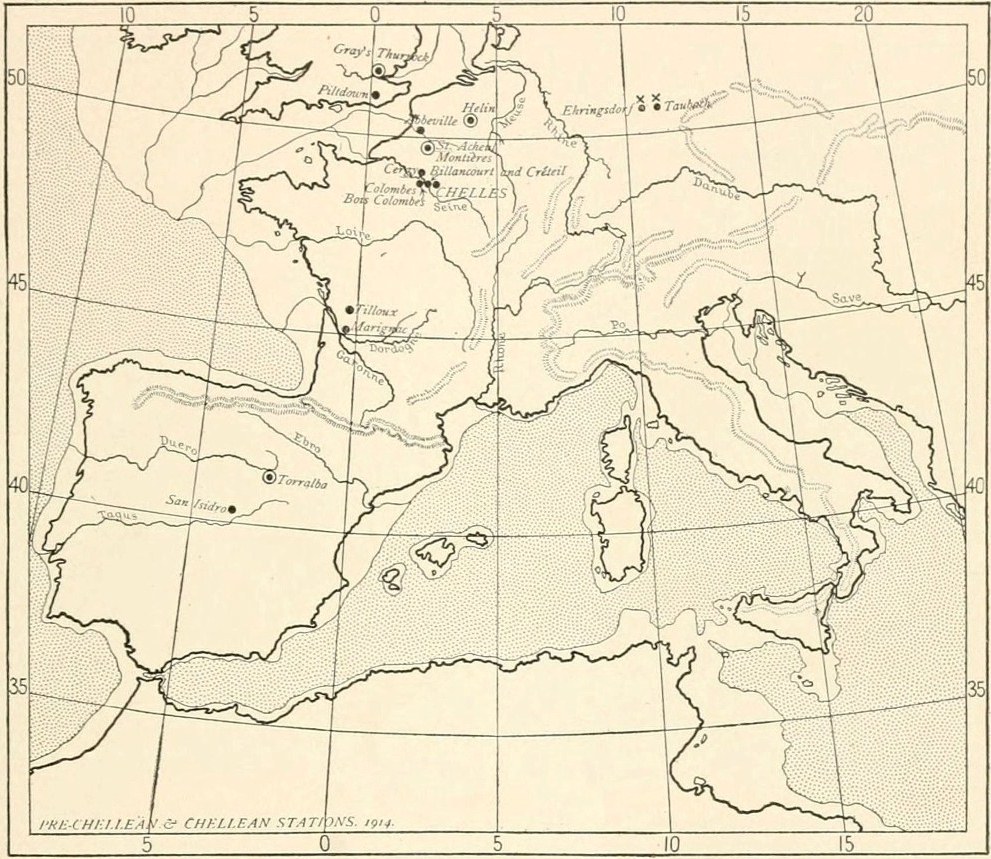 10 5 0 5 10 15 20
50 50
Gray's Thurrock
Piltdown
Helin
Ehringsdorf Taubach
Abbeville
Meuse
Rhine
St. Acheul
Montières
Cergy Billancourt and Créteil
Colombes CHELLES
Bois Colombes Seine
Danube
Loire
45 45
Save
Tilloux
Marignac
Dordogne
Garonne
Rhone
Po
Duero
Ebro
Torralba
40 40
San Isidro
Tagus
35 35
PRE-CHELLEAN & CHELLEAN STATIONS. 1914.
5 0 5 10 15